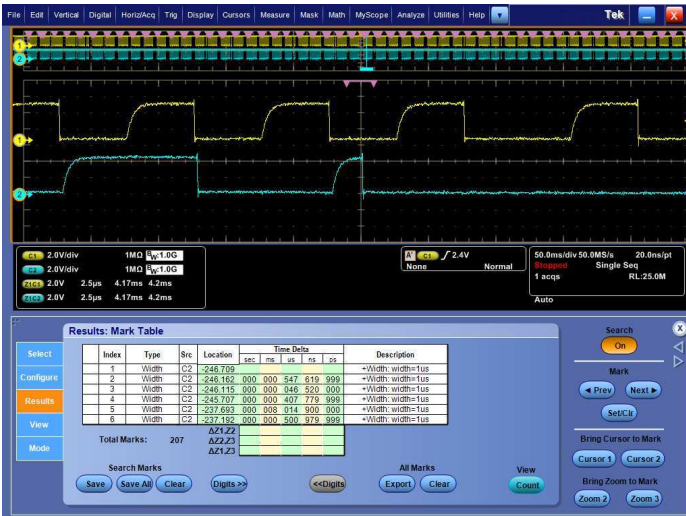 File Edit Vertical Digital Horiz/Acq Trig Display Cursors Measure Mask Math MyScope Analyze Utilities Help Tek X
1
2
1
2
C1 2.0V/div 1MΩ BW:1.0G
C2 2.0V/div 1MΩ BW:1.0G
Z1C1 2.0V 2.5µs 4.17ms 4.2ms
Z1C2 2.0V 2.5µs 4.17ms 4.2ms
A' C1 2.4V
None Normal
50.0ms/div 50.0MS/s 20.0ns/pt
Stopped Single Seq
1 acqs RL:25.0M
Auto
Results: Mark Table
Select
Configure
Results
View
Mode
Index Type Src Location Time Delta Description
sec ms us ns ps
1 Width C2 -246.709 +Width: width=1us
2 Width C2 -246.162 000 000 547 619 999 +Width: width=1us
3 Width C2 -246.115 000 000 046 520 000 +Width: width=1us
4 Width C2 -245.707 000 000 407 779 999 +Width: width=1us
5 Width C2 -237.693 000 008 014 900 000 +Width: width=1us
6 Width C2 -237.192 000 000 500 979 999 +Width: width=1us
Total Marks: 207
ΔZ1,Z2
ΔZ2,Z3
ΔZ1,Z3
Search Marks
Save Save All Clear Digits >> <<Digits
All Marks
Export Clear
View
Count
Search
On
Mark
Prev Next
Set/Clr
Bring Cursor to Mark
Cursor 1 Cursor 2
Bring Zoom to Mark
Zoom 2 Zoom 3
X